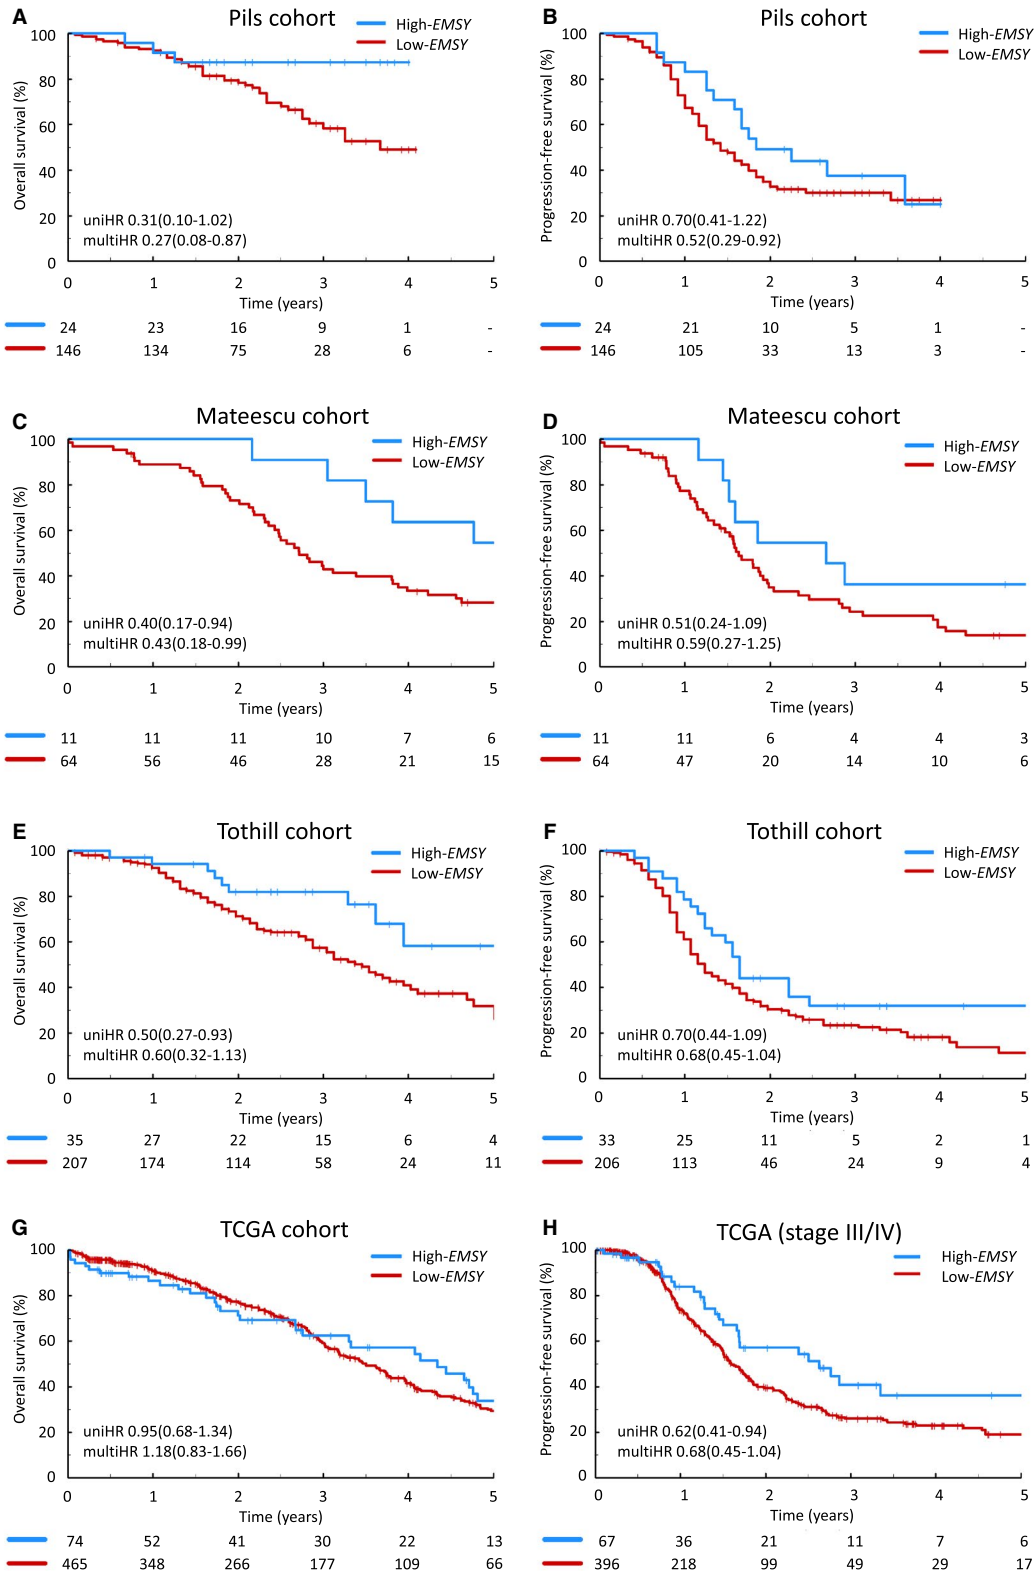 A
Pils cohort
High-EMSY
Low-EMSY
Overall survival (%)
100
80
60
40
20
0
uniHR 0.31(0.10-1.02)
multiHR 0.27(0.08-0.87)
0 1 2 3 4 5
Time (years)
24 23 16 9 1 -
146 134 75 28 6 -
B
Pils cohort
High-EMSY
Low-EMSY
Progression-free survival (%)
100
80
60
40
20
0
uniHR 0.70(0.41-1.22)
multiHR 0.52(0.29-0.92)
0 1 2 3 4 5
Time (years)
24 21 10 5 1 -
146 105 33 13 3 -
C
Mateescu cohort
High-EMSY
Low-EMSY
Overall survival (%)
100
80
60
40
20
0
uniHR 0.40(0.17-0.94)
multiHR 0.43(0.18-0.99)
0 1 2 3 4 5
Time (years)
11 11 11 10 7 6
64 56 46 28 21 15
D
Mateescu cohort
High-EMSY
Low-EMSY
Progression-free survival (%)
100
80
60
40
20
0
uniHR 0.51(0.24-1.09)
multiHR 0.59(0.27-1.25)
0 1 2 3 4 5
Time (years)
11 11 6 4 4 3
64 47 20 14 10 6
E
Tothill cohort
High-EMSY
Low-EMSY
Overall survival (%)
100
80
60
40
20
0
uniHR 0.50(0.27-0.93)
multiHR 0.60(0.32-1.13)
0 1 2 3 4 5
Time (years)
35 27 22 15 6 4
207 174 114 58 24 11
F
Tothill cohort
High-EMSY
Low-EMSY
Progression-free survival (%)
100
80
60
40
20
0
uniHR 0.70(0.44-1.09)
multiHR 0.68(0.45-1.04)
0 1 2 3 4 5
Time (years)
33 25 11 5 2 1
206 113 46 24 9 4
G
TCGA cohort
High-EMSY
Low-EMSY
Overall survival (%)
100
80
60
40
20
0
uniHR 0.95(0.68-1.34)
multiHR 1.18(0.83-1.66)
0 1 2 3 4 5
Time (years)
74 52 41 30 22 13
465 348 266 177 109 66
H
TCGA (stage III/IV)
High-EMSY
Low-EMSY
Progression-free survival (%)
100
80
60
40
20
0
uniHR 0.62(0.41-0.94)
multiHR 0.68(0.45-1.04)
0 1 2 3 4 5
Time (years)
67 36 21 11 7 6
396 218 99 49 29 17